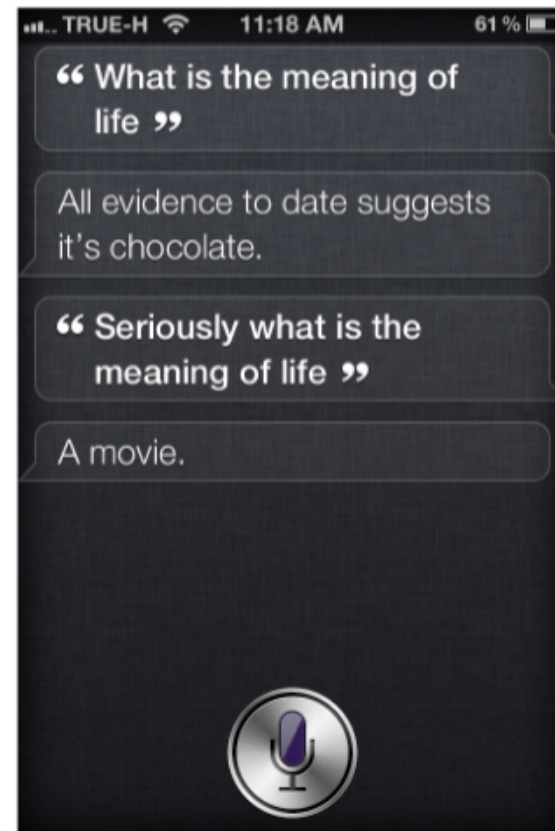 TRUE-H 11:18 AM 61 %
“ What is the meaning of
life ”
All evidence to date suggests
it's chocolate.
“ Seriously what is the
meaning of life ”
A movie.